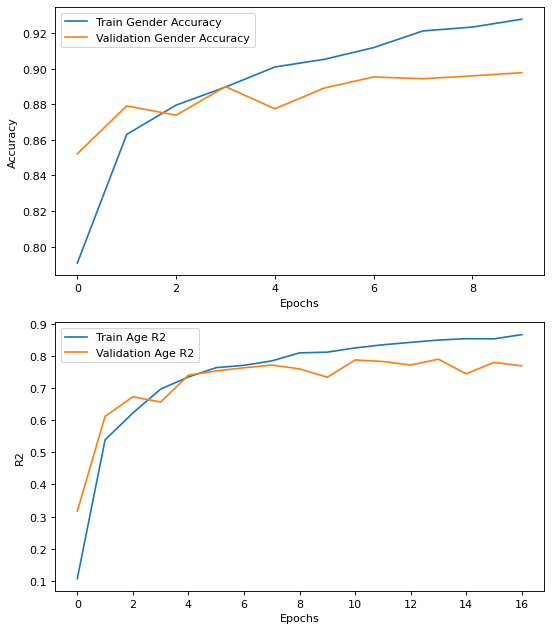 Train Gender Accuracy
Validation Gender Accuracy
0.92
0.90
0.88
0.86
0.84
0.82
0.80
Accuracy
0 2 4 6 8
Epochs
Train Age R2
Validation Age R2
0.9
0.8
0.7
0.6
0.5
0.4
0.3
0.2
0.1
R2
0 2 4 6 8 10 12 14 16
Epochs